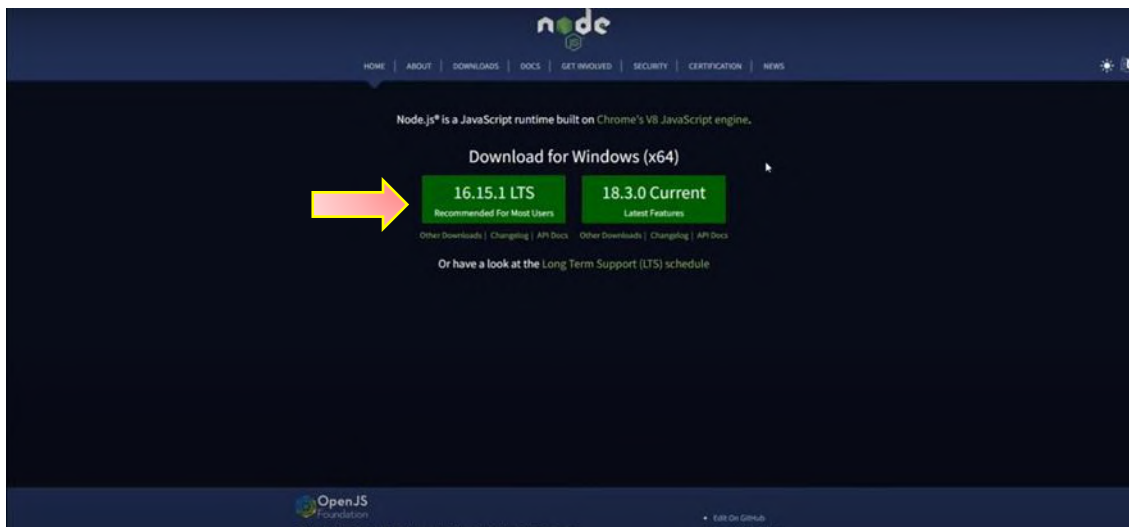 node
JS
HOME | ABOUT | DOWNLOADS | DOCS | GET INVOLVED | SECURITY | CERTIFICATION | NEWS
Node.js® is a JavaScript runtime built on Chrome's V8 JavaScript engine.
Download for Windows (x64)
16.15.1 LTS
Recommended For Most Users
18.3.0 Current
Latest Features
Other Downloads | Changelog | API Docs
Other Downloads | Changelog | API Docs
Or have a look at the Long Term Support (LTS) schedule
OpenJS
Foundation
• Edit On GitHub